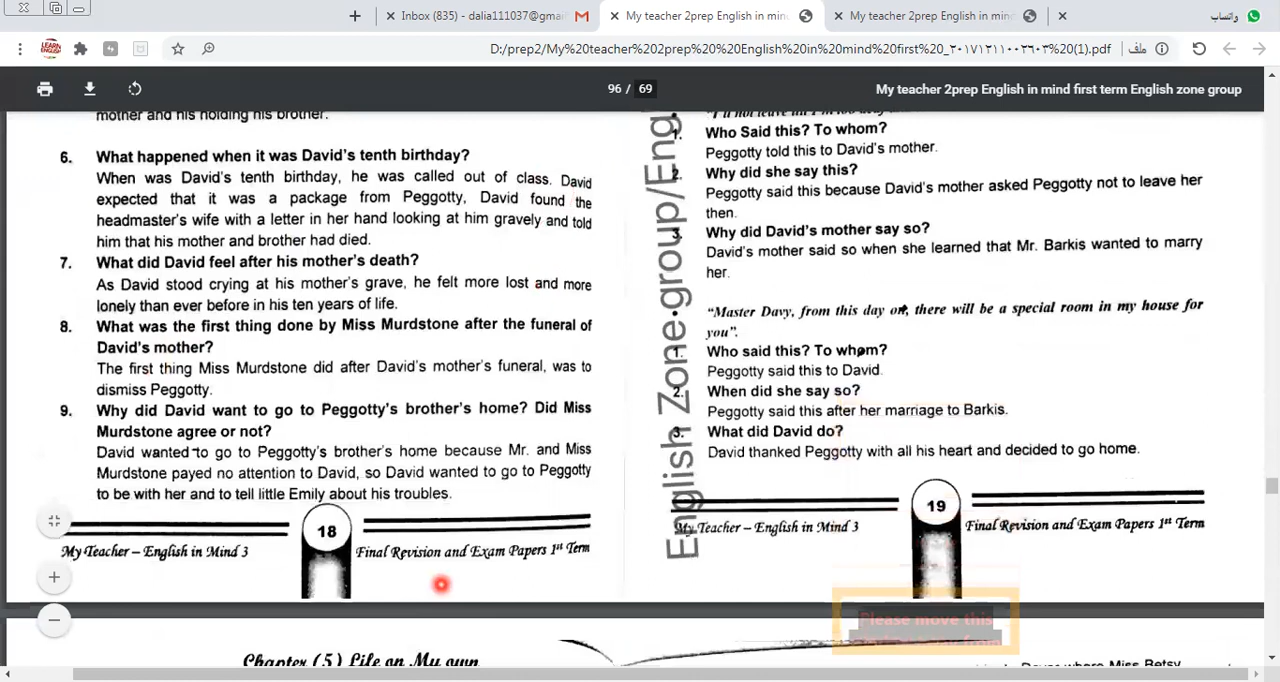 Inbox (835) - dalia111037@gmai
My teacher 2prep English in mind
My teacher 2prep English in mind
واتساب
D:/prep2/My%20teacher%202prep%20%20English%20in%20mind%20first%20_٢٠١٧١٢١١٠٠٢٦٠٣%20(1).pdf
ملف
96 / 69
My teacher 2prep English in mind first term English zone group
mother and his holding his brother.
6. What happened when it was David's tenth birthday?
When was David's tenth birthday, he was called out of class. David
expected that it was a package from Peggotty, David found the
headmaster's wife with a letter in her hand looking at him gravely and told
him that his mother and brother had died.
7. What did David feel after his mother's death?
As David stood crying at his mother's grave, he felt more lost and more
lonely than ever before in his ten years of life.
8. What was the first thing done by Miss Murdstone after the funeral of
David's mother?
The first thing Miss Murdstone did after David's mother's funeral, was to
dismiss Peggotty.
9. Why did David want to go to Peggotty's brother's home? Did Miss
Murdstone agree or not?
David wanted to go to Peggotty's brother's home because Mr. and Miss
Murdstone payed no attention to David, so David wanted to go to Peggotty
to be with her and to tell little Emily about his troubles.
18
My Teacher – English in Mind 3
Final Revision and Exam Papers 1st Term
English Zone.group/Eng
1. Who Said this? To whom?
Peggotty told this to David's mother.
2. Why did she say this?
Peggotty said this because David's mother asked Peggotty not to leave her
then.
3. Why did David's mother say so?
David's mother said so when she learned that Mr. Barkis wanted to marry
her.
“Master Davy, from this day on, there will be a special room in my house for
you”.
1. Who said this? To whom?
Peggotty said this to David.
2. When did she say so?
Peggotty said this after her marriage to Barkis.
3. What did David do?
David thanked Peggotty with all his heart and decided to go home.
19
My Teacher – English in Mind 3
Final Revision and Exam Papers 1st Term
Please move this
Chapter (5) Life on My own
where Miss Betsy